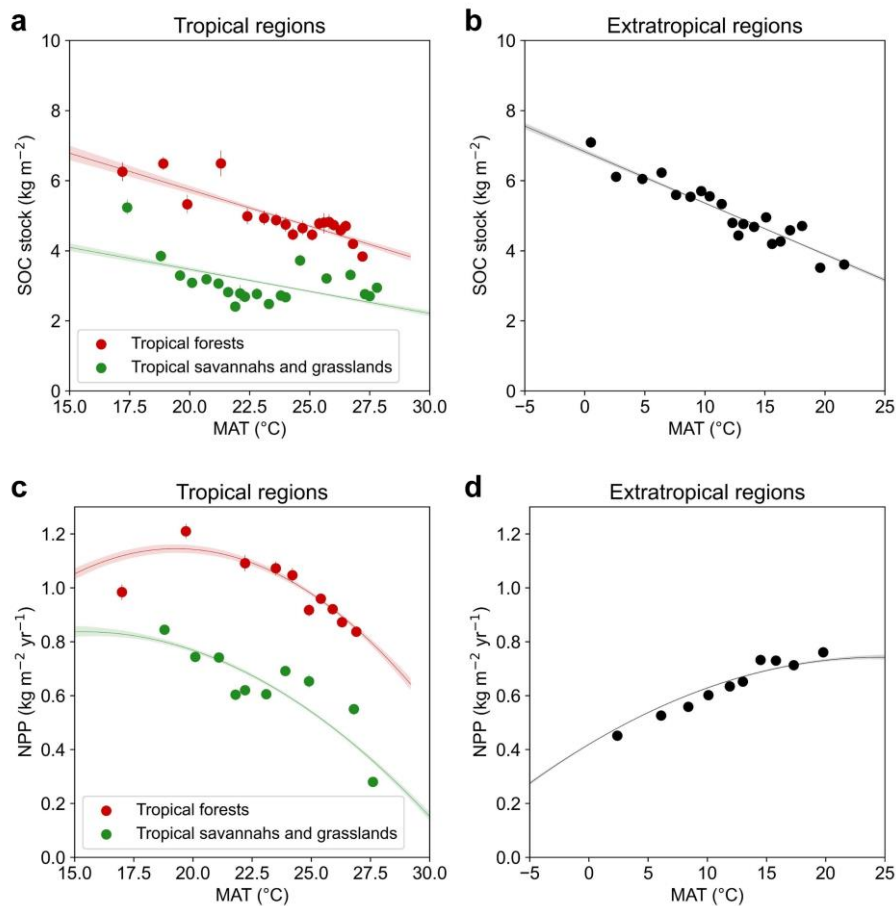 a
Tropical regions
10
8
6
4
2
0
SOC stock (kg m⁻²)
Tropical forests
Tropical savannahs and grasslands
15.0 17.5 20.0 22.5 25.0 27.5 30.0
MAT (°C)
b
Extratropical regions
10
8
6
4
2
0
SOC stock (kg m⁻²)
−5 0 5 10 15 20 25
MAT (°C)
c
Tropical regions
1.2
1.0
0.8
0.6
0.4
0.2
0.0
NPP (kg m⁻² yr⁻¹)
Tropical forests
Tropical savannahs and grasslands
15.0 17.5 20.0 22.5 25.0 27.5 30.0
MAT (°C)
d
Extratropical regions
1.2
1.0
0.8
0.6
0.4
0.2
0.0
NPP (kg m⁻² yr⁻¹)
−5 0 5 10 15 20 25
MAT (°C)